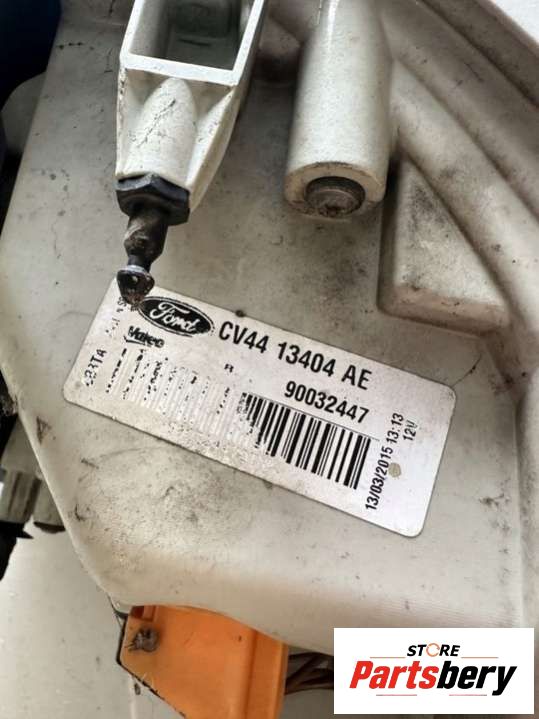 Ford
CV44 13404 AE
Valeo
R
90032447
13/03/2015 13:13
12V
STORE
Partsbery